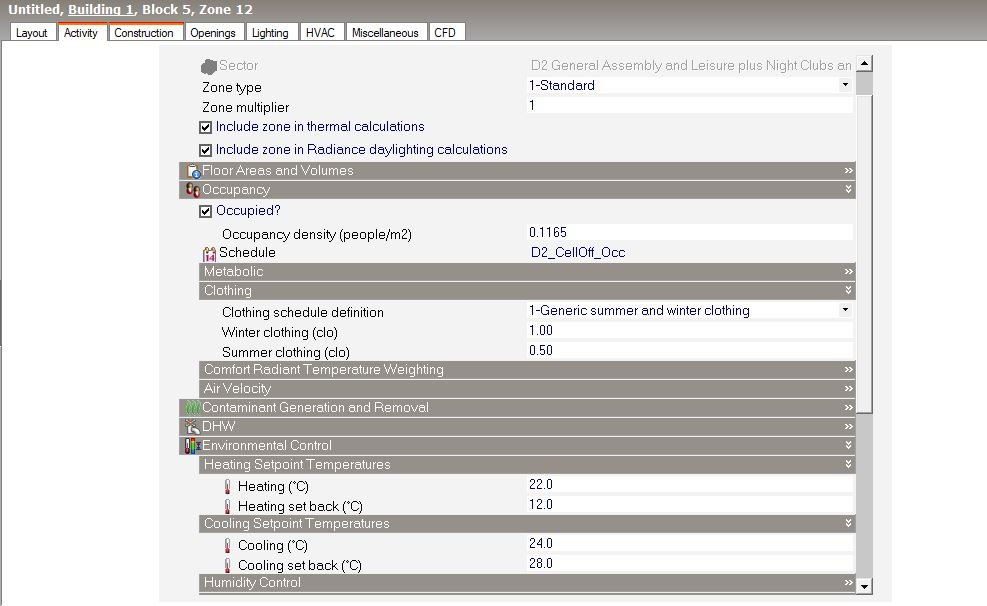 Untitled, Building 1, Block 5, Zone 12
Layout Activity Construction Openings Lighting HVAC Miscellaneous CFD
Sector D2 General Assembly and Leisure plus Night Clubs an
Zone type 1-Standard
Zone multiplier 1
Include zone in thermal calculations
Include zone in Radiance daylighting calculations
Floor Areas and Volumes »
Occupancy
Occupied?
Occupancy density (people/m2) 0.1165
14 Schedule D2_CellOff_Occ
Metabolic »
Clothing
Clothing schedule definition 1-Generic summer and winter clothing
Winter clothing (clo) 1.00
Summer clothing (clo) 0.50
Comfort Radiant Temperature Weighting »
Air Velocity »
Contaminant Generation and Removal »
DHW »
Environmental Control
Heating Setpoint Temperatures
Heating (°C) 22.0
Heating set back (°C) 12.0
Cooling Setpoint Temperatures
Cooling (°C) 24.0
Cooling set back (°C) 28.0
Humidity Control »